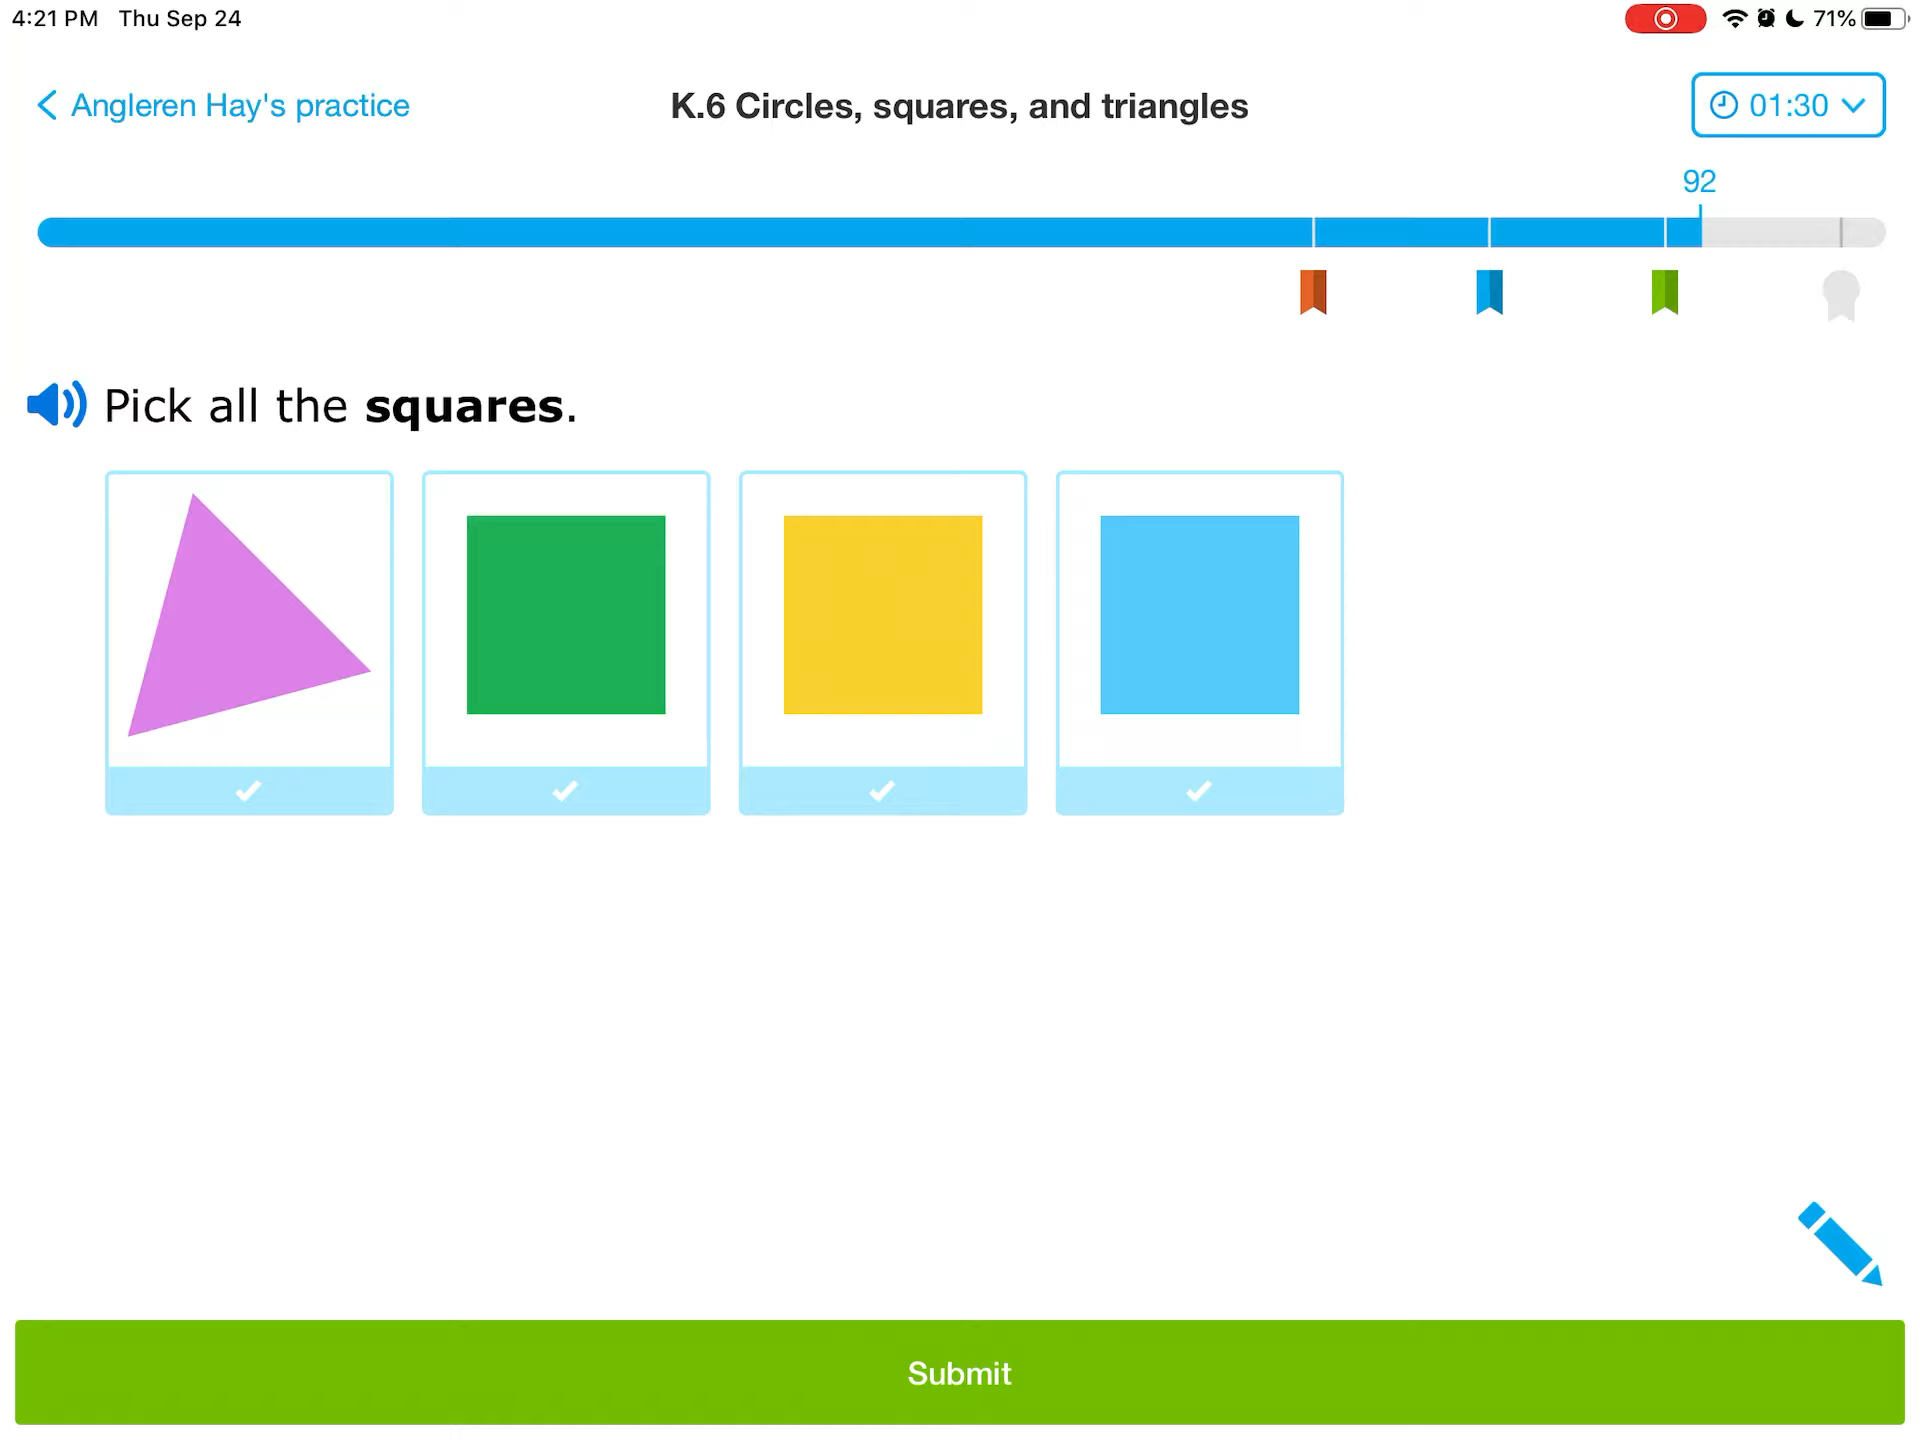 4:21 PM Thu Sep 24 71%
Angleren Hay's practice K.6 Circles, squares, and triangles 01:30
92
Pick all the squares.
Submit